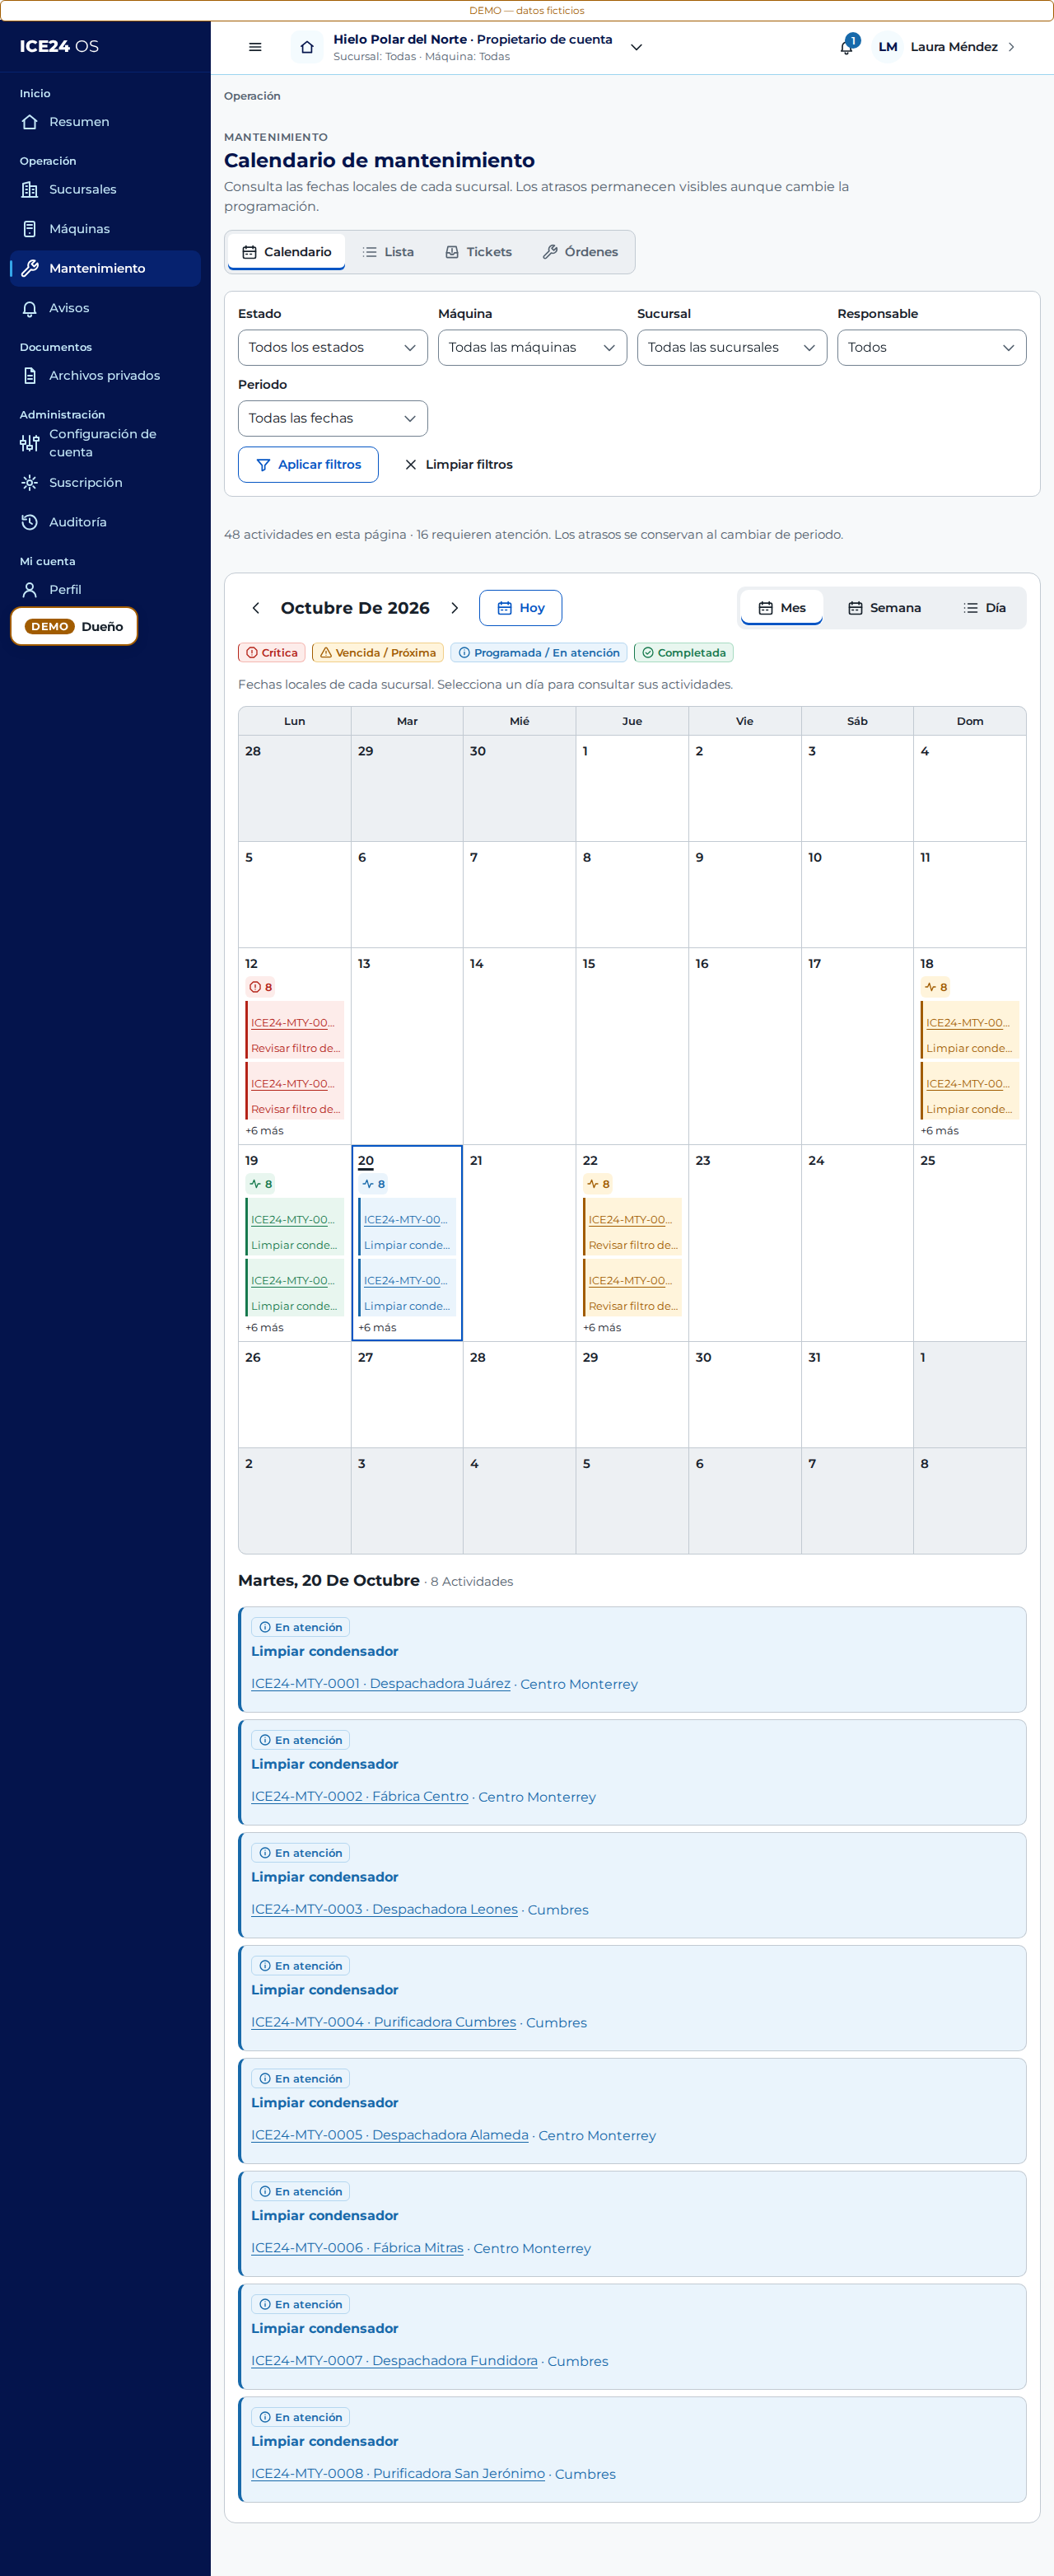 DEMO — datos ficticios
ICE24 OS
Inicio
Resumen
Operación
Sucursales
Máquinas
Mantenimiento
Avisos
Documentos
Archivos privados
Administración
Configuración de
cuenta
Suscripción
Auditoría
Mi cuenta
Perfil
DEMO Dueño
Hielo Polar del Norte · Propietario de cuenta
Sucursal: Todas · Máquina: Todas
1
LM Laura Méndez
Operación
MANTENIMIENTO
Calendario de mantenimiento
Consulta las fechas locales de cada sucursal. Los atrasos permanecen visibles aunque cambie la
programación.
Calendario Lista Tickets Órdenes
Estado Máquina Sucursal Responsable
Todos los estados Todas las máquinas Todas las sucursales Todos
Periodo
Todas las fechas
Aplicar filtros Limpiar filtros
48 actividades en esta página · 16 requieren atención. Los atrasos se conservan al cambiar de periodo.
Octubre De 2026 Hoy Mes Semana Día
Crítica Vencida / Próxima Programada / En atención Completada
Fechas locales de cada sucursal. Selecciona un día para consultar sus actividades.
Lun Mar Mié Jue Vie Sáb Dom
28 29 30 1 2 3 4
5 6 7 8 9 10 11
12 13 14 15 16 17 18
8 8
ICE24-MTY-00... ICE24-MTY-00...
Revisar filtro de... Limpiar conde...
ICE24-MTY-00... ICE24-MTY-00...
Revisar filtro de... Limpiar conde...
+6 más +6 más
19 20 21 22 23 24 25
8 8 8
ICE24-MTY-00... ICE24-MTY-00... ICE24-MTY-00...
Limpiar conde... Limpiar conde... Revisar filtro de...
ICE24-MTY-00... ICE24-MTY-00... ICE24-MTY-00...
Limpiar conde... Limpiar conde... Revisar filtro de...
+6 más +6 más +6 más
26 27 28 29 30 31 1
2 3 4 5 6 7 8
Martes, 20 De Octubre · 8 Actividades
En atención
Limpiar condensador
ICE24-MTY-0001 · Despachadora Juárez · Centro Monterrey
En atención
Limpiar condensador
ICE24-MTY-0002 · Fábrica Centro · Centro Monterrey
En atención
Limpiar condensador
ICE24-MTY-0003 · Despachadora Leones · Cumbres
En atención
Limpiar condensador
ICE24-MTY-0004 · Purificadora Cumbres · Cumbres
En atención
Limpiar condensador
ICE24-MTY-0005 · Despachadora Alameda · Centro Monterrey
En atención
Limpiar condensador
ICE24-MTY-0006 · Fábrica Mitras · Centro Monterrey
En atención
Limpiar condensador
ICE24-MTY-0007 · Despachadora Fundidora · Cumbres
En atención
Limpiar condensador
ICE24-MTY-0008 · Purificadora San Jerónimo · Cumbres